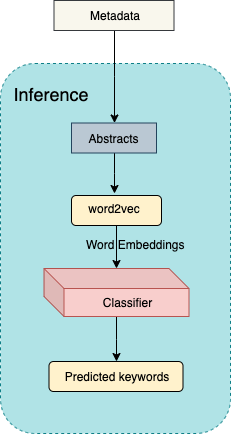 Metadata
Inference
Abstracts
word2vec
Word Embeddings
Classifier
Predicted keywords